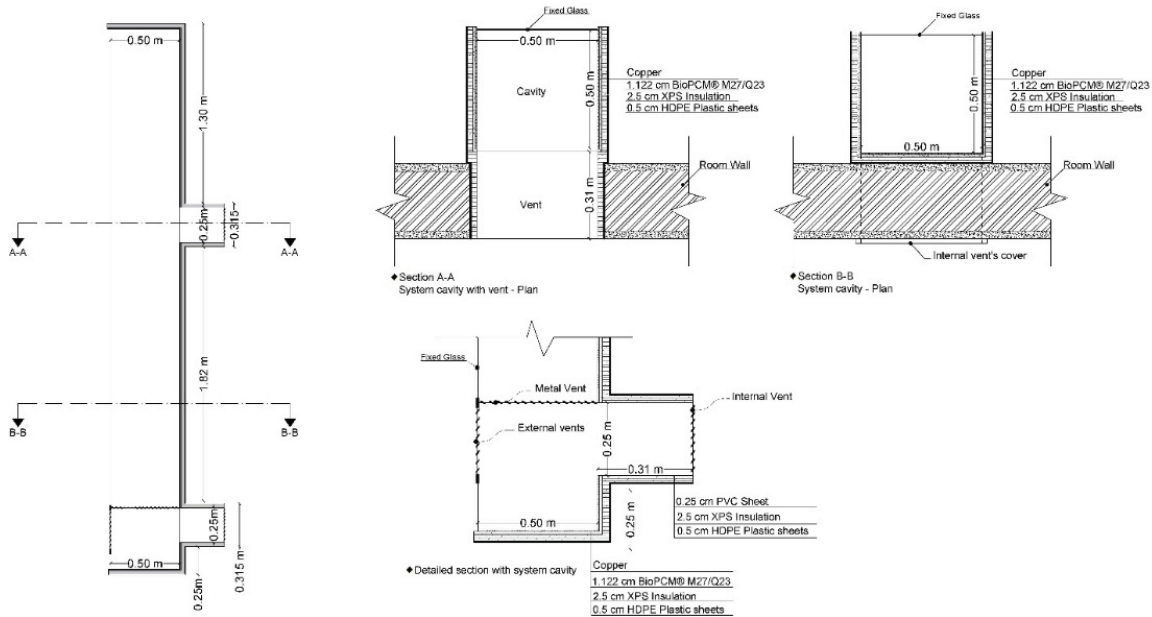 0.50 m
1.30 m
0.25m
0.315 m
A-A
A-A
1.82 m
B-B
B-B
0.25m
0.50 m
0.25m
0.315 m
Fixed Glass
0.50 m
Cavity
0.50 m
Copper
1.122 cm BioPCM® M27/Q23
2.5 cm XPS Insulation
0.5 cm HDPE Plastic sheets
Room Wall
Vent
0.31 m
Section A-A
System cavity with vent - Plan
Fixed Glass
0.50 m
0.50 m
Copper
1.122 cm BioPCM® M27/Q23
2.5 cm XPS Insulation
0.5 cm HDPE Plastic sheets
Room Wall
Internal vent's cover
Section B-B
System cavity - Plan
Fixed Glass
Metal Vent
Internal Vent
External vents
0.25 m
0.31 m
0.50 m
0.25 m
0.25 cm PVC Sheet
2.5 cm XPS Insulation
0.5 cm HDPE Plastic sheets
Detailed section with system cavity
Copper
1.122 cm BioPCM® M27/Q23
2.5 cm XPS Insulation
0.5 cm HDPE Plastic sheets